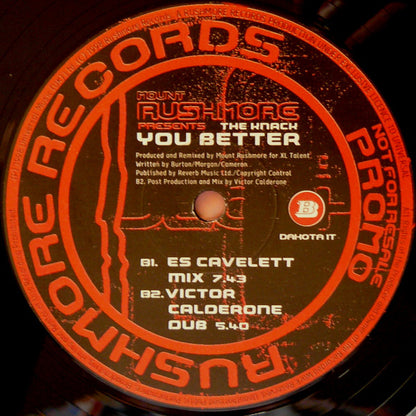 RUSHMORE RECORDS
NOT FOR RESALE
PROMO
MOUNT
RUSHMORE
PRESENTS THE KNACK
YOU BETTER
Produced and Remixed by Mount Rushmore for XL Talent.
Written by Burton/Morgan/Cameron.
Published by Reverb Music Ltd./Copyright Control
B2, Post Production and Mix by Victor Calderone
B
DAKOTA 1T
B1. ES CAVELETT
MIX 7.43
B2. VICTOR
CALDERONE
DUB 5.40
RUSHMORE